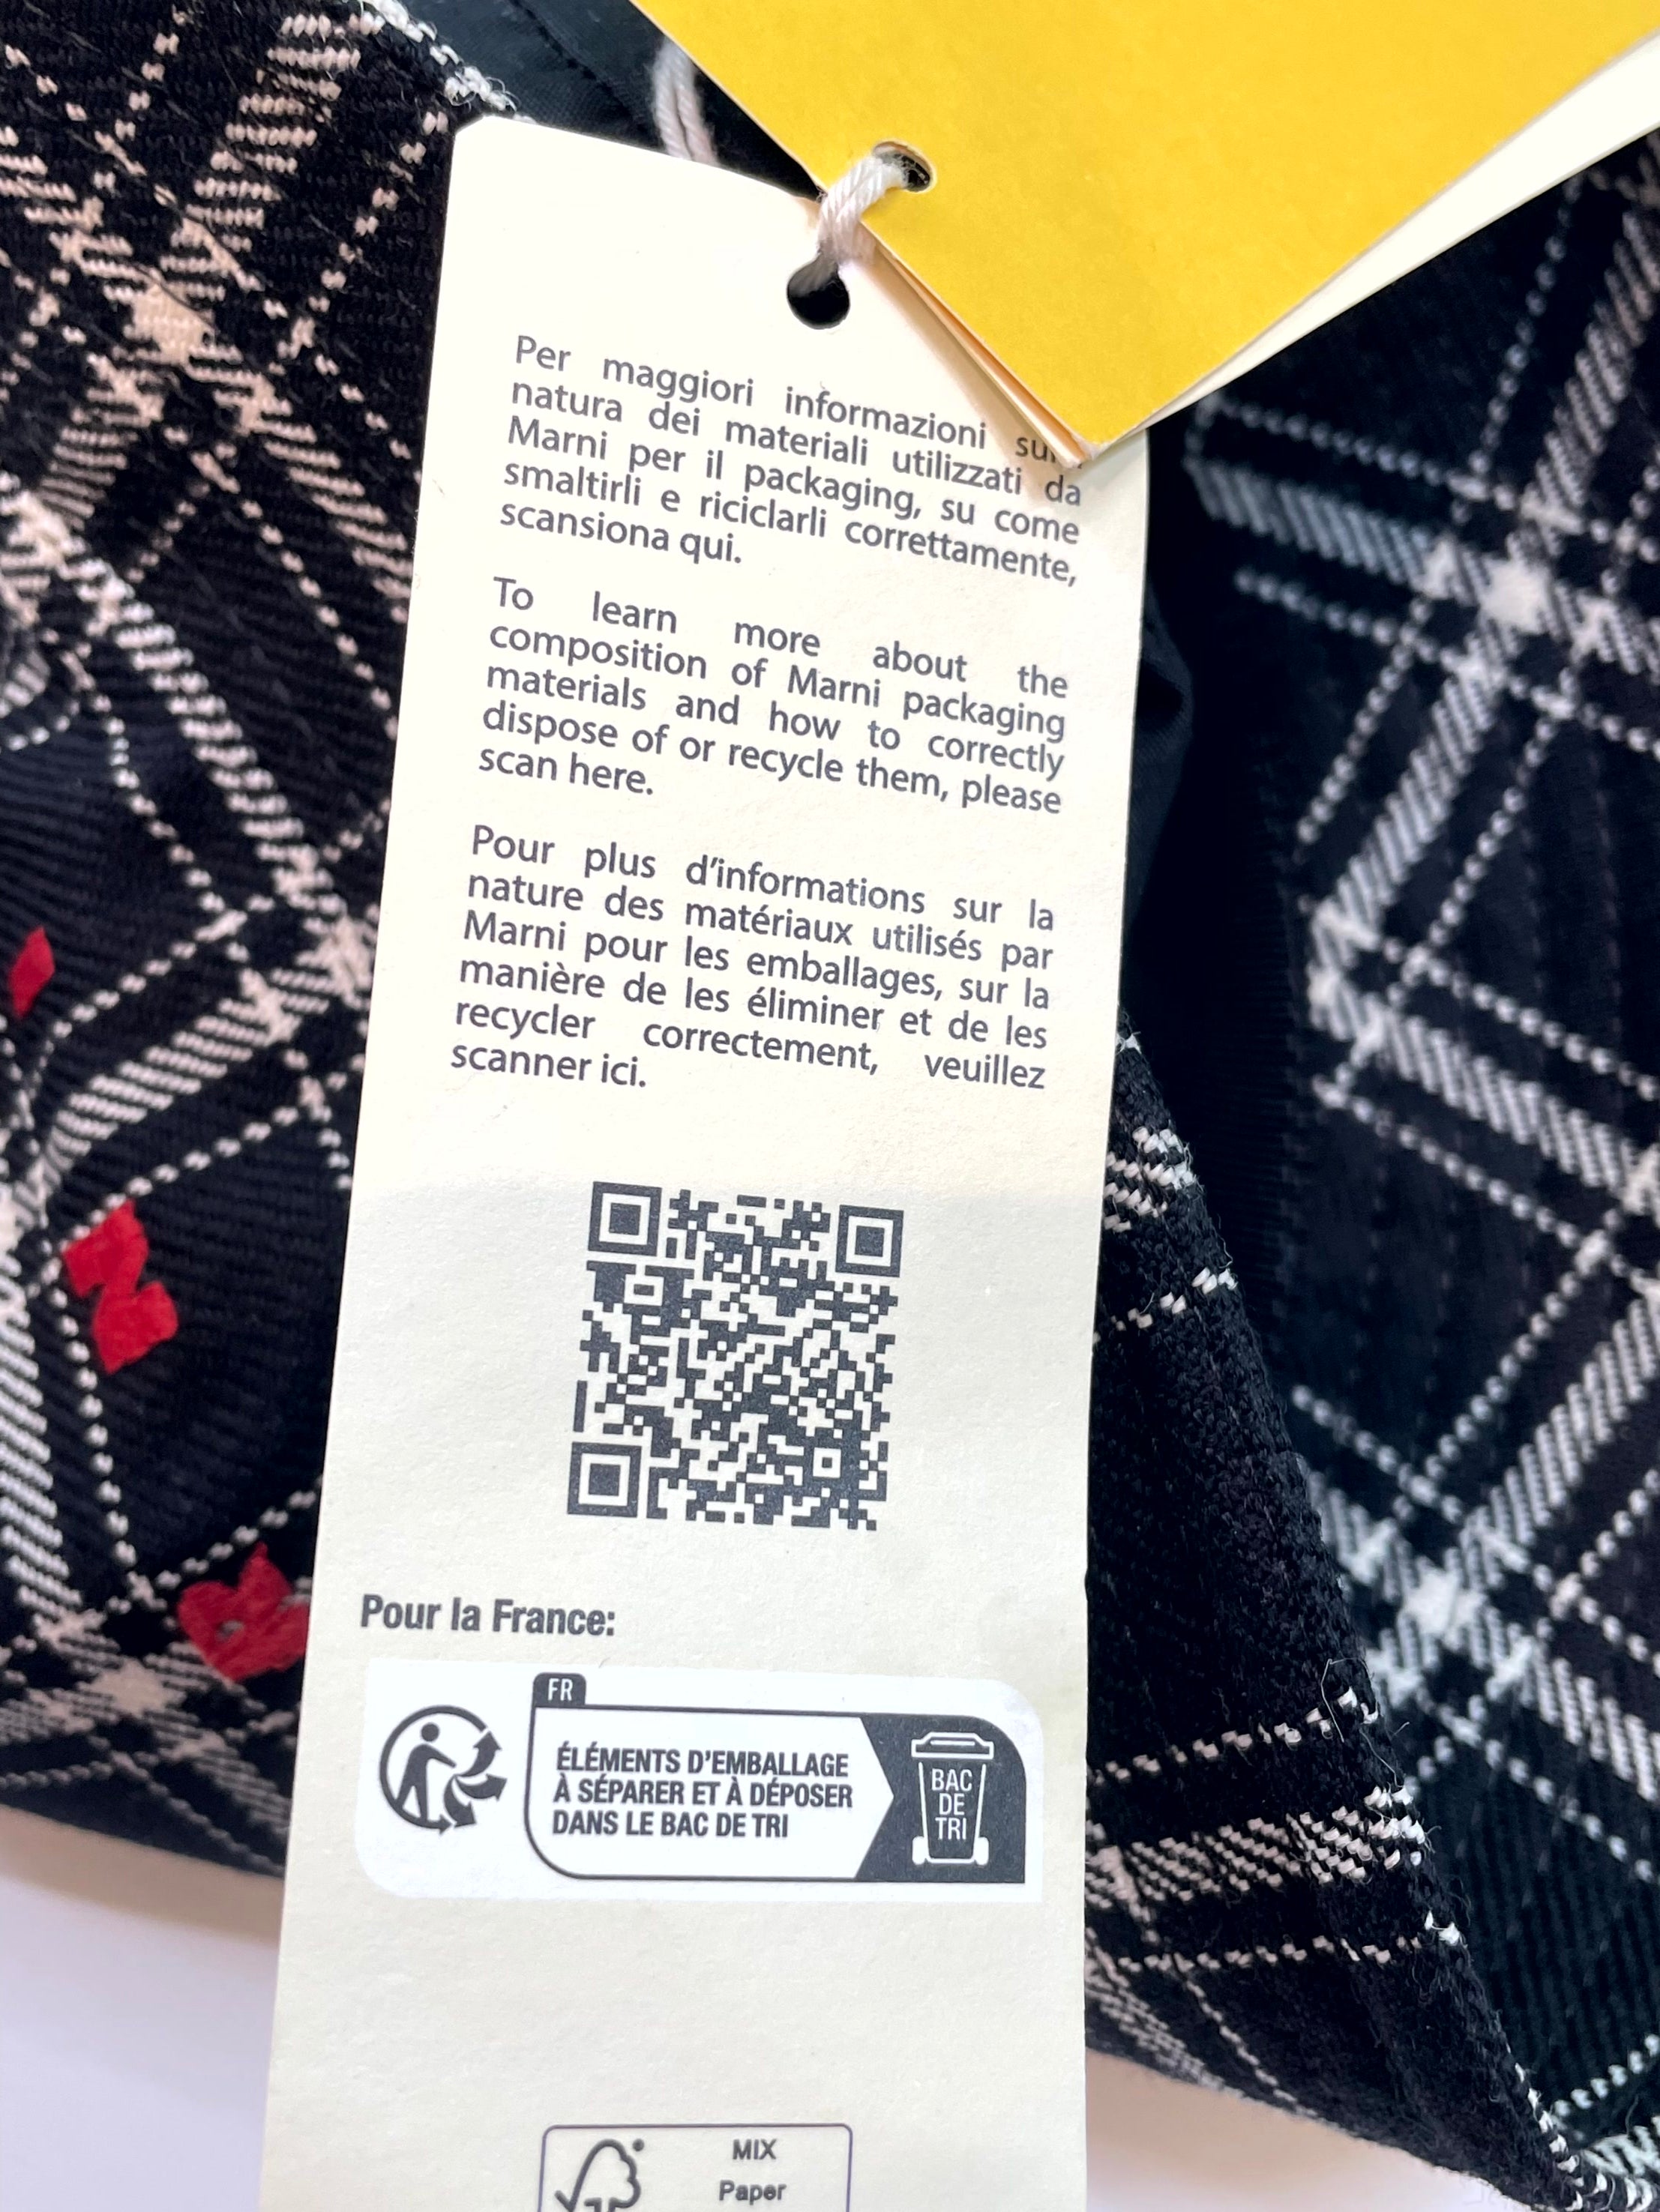 Per maggiori informazioni
natura dei materiali utilizzati da
Marni per il packaging, su come
smaltirli e riciclarli correttamente,
scansiona qui.
To learn more about the
composition of Marni packaging
materials and how to correctly
dispose of or recycle them, please
scan here.
Pour plus d'informations sur la
nature des matériaux utilisés par
Marni pour les emballages, sur la
manière de les éliminer et de les
recycler correctement, veuillez
scanner ici.
Pour la France:
FR
ÉLÉMENTS D'EMBALLAGE
À SÉPARER ET À DÉPOSER
DANS LE BAC DE TRI
BAC
DE
TRI
MIX
Paper